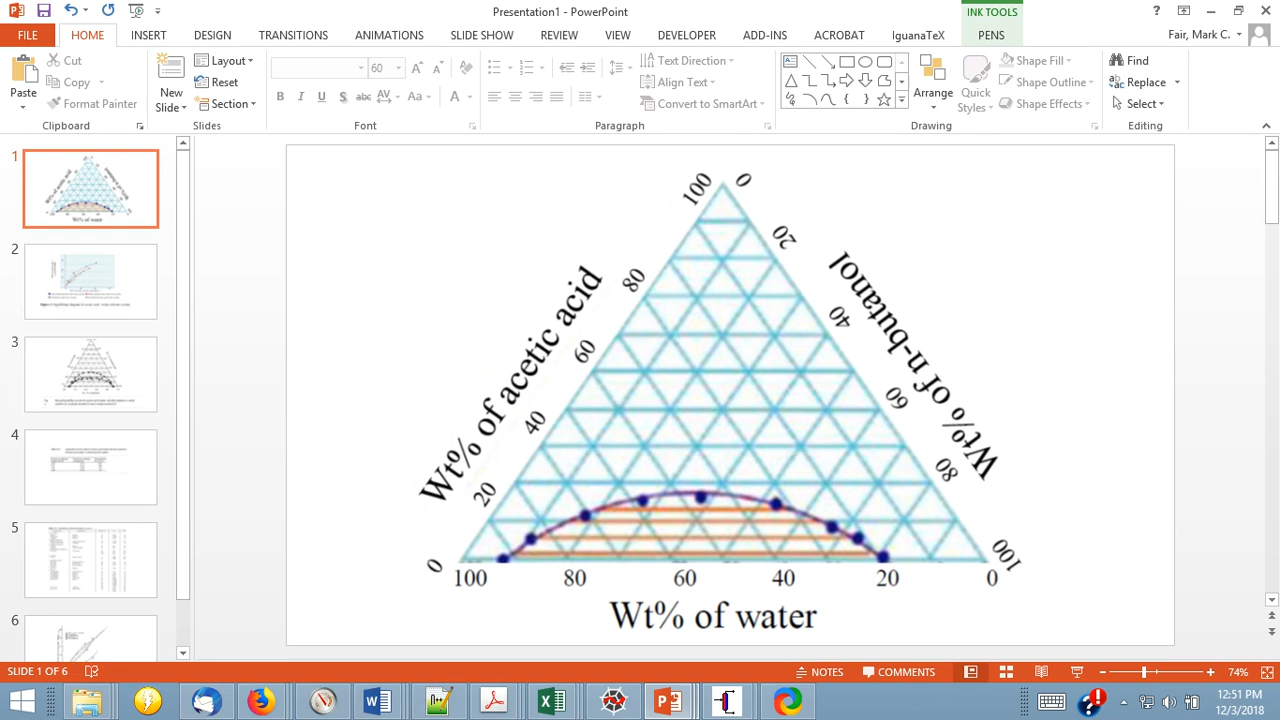 Presentation1 - PowerPoint
INK TOOLS
FILE HOME INSERT DESIGN TRANSITIONS ANIMATIONS SLIDE SHOW REVIEW VIEW DEVELOPER ADD-INS ACROBAT IguanaTeX PENS
Fair, Mark C.
Paste
Cut
Copy
Format Painter
Clipboard
New Slide
Layout
Reset
Section
Slides
60
Font
Text Direction
Align Text
Convert to SmartArt
Paragraph
Arrange
Quick Styles
Shape Fill
Shape Outline
Shape Effects
Drawing
Find
Replace
Select
Editing
1
2
3
4
5
6
Wt% of water
100
0
20
80
Wt% of n-butanol
Wt% of acetic acid
40
60
60
40
80
20
100
0
100 80 60 40 20 0
Wt% of water
SLIDE 1 OF 6
NOTES
COMMENTS
74%
12:51 PM
12/3/2018